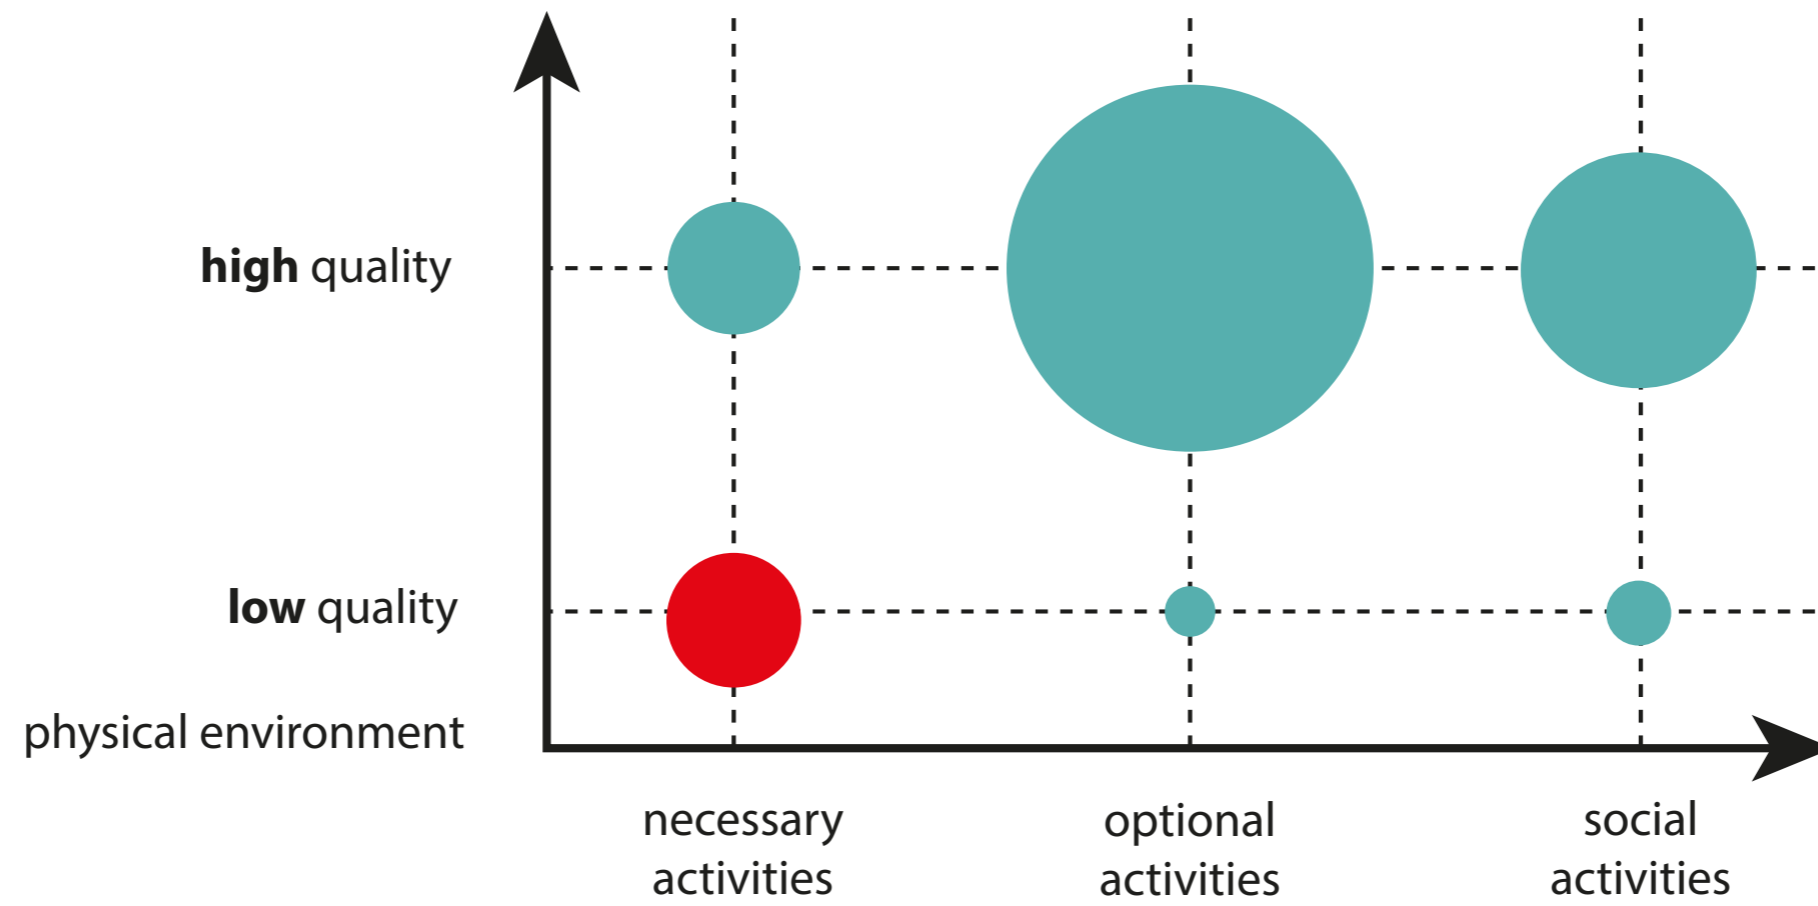 high quality
low quality
physical environment
necessary
activities
optional
activities
social
activities